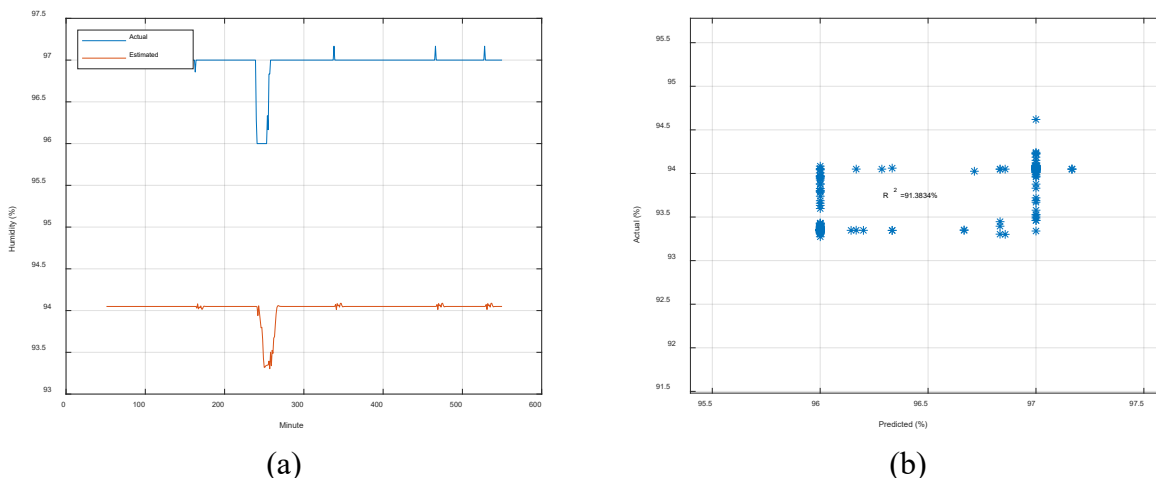 97.5
97
96.5
96
95.5
95
94.5
94
93.5
93
Humidity (%)
Actual
Estimated
0 100 200 300 400 500 600
Minute
(a)
95.5
95
94.5
94
93.5
93
92.5
92
91.5
Actual (%)
R 2 =91.3834%
95.5 96 96.5 97 97.5
Predicted (%)
(b)